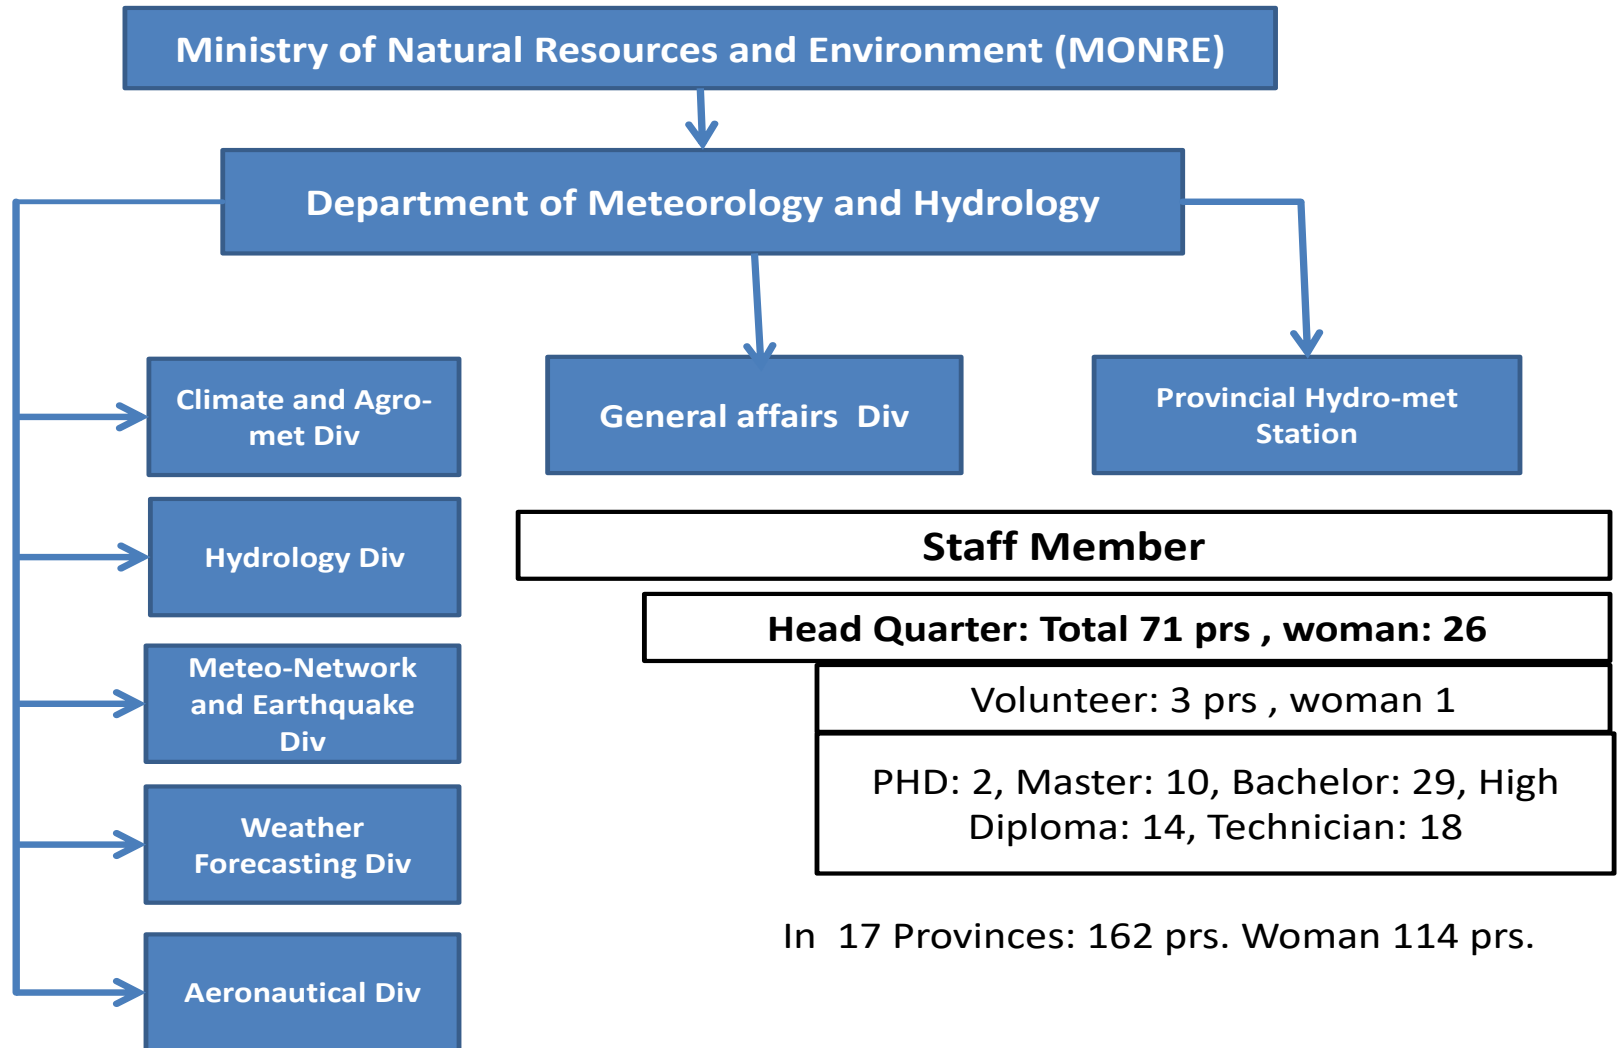 Ministry of Natural Resources and Environment (MONRE)
Department of Meteorology and Hydrology
Climate and Agro-
met Div
General affairs Div
Provincial Hydro-met
Station
Hydrology Div
Meteo-Network
and Earthquake
Div
Weather
Forecasting Div
Aeronautical Div
Staff Member
Head Quarter: Total 71 prs , woman: 26
Volunteer: 3 prs , woman 1
PHD: 2, Master: 10, Bachelor: 29, High
Diploma: 14, Technician: 18
In 17 Provinces: 162 prs. Woman 114 prs.